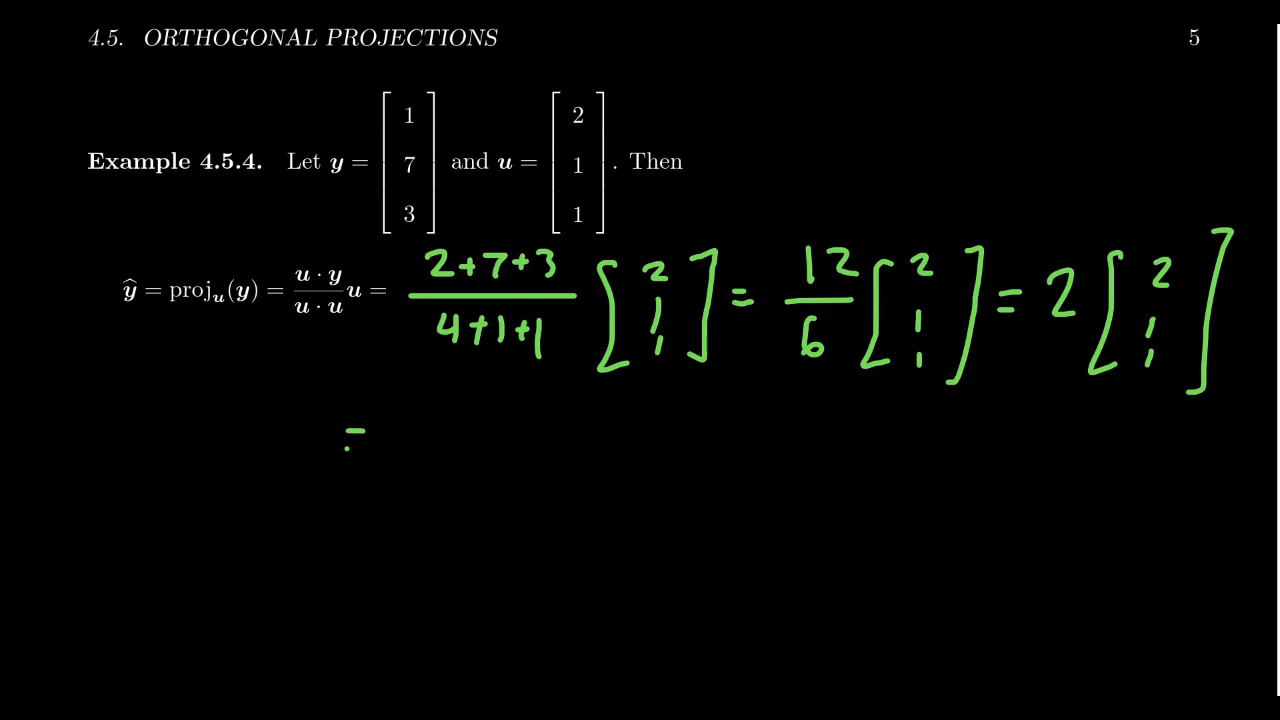 4.5. ORTHOGONAL PROJECTIONS 5
Example 4.5.4. Let y = [1 7 3] and u = [2 1 1]. Then
ŷ = proj_u(y) = (u · y)/(u · u) u = (2+7+3)/(4+1+1) [2 1 1] = 12/6 [2 1 1] = 2 [2 1 1]
=